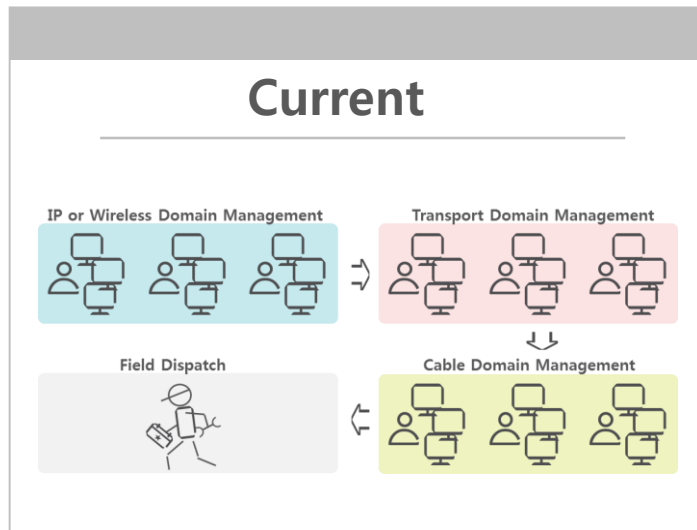 Current
IP or Wireless Domain Management
Transport Domain Management
Field Dispatch
Cable Domain Management